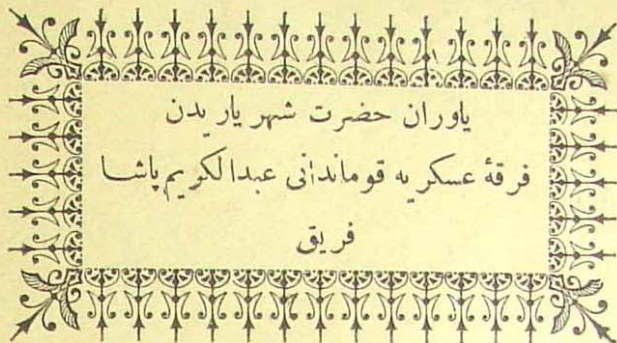 یاوران حضرت شهریاریدن
فرقهٔ عسکریه قوماندانی عبدالکریم پاشا
فریق